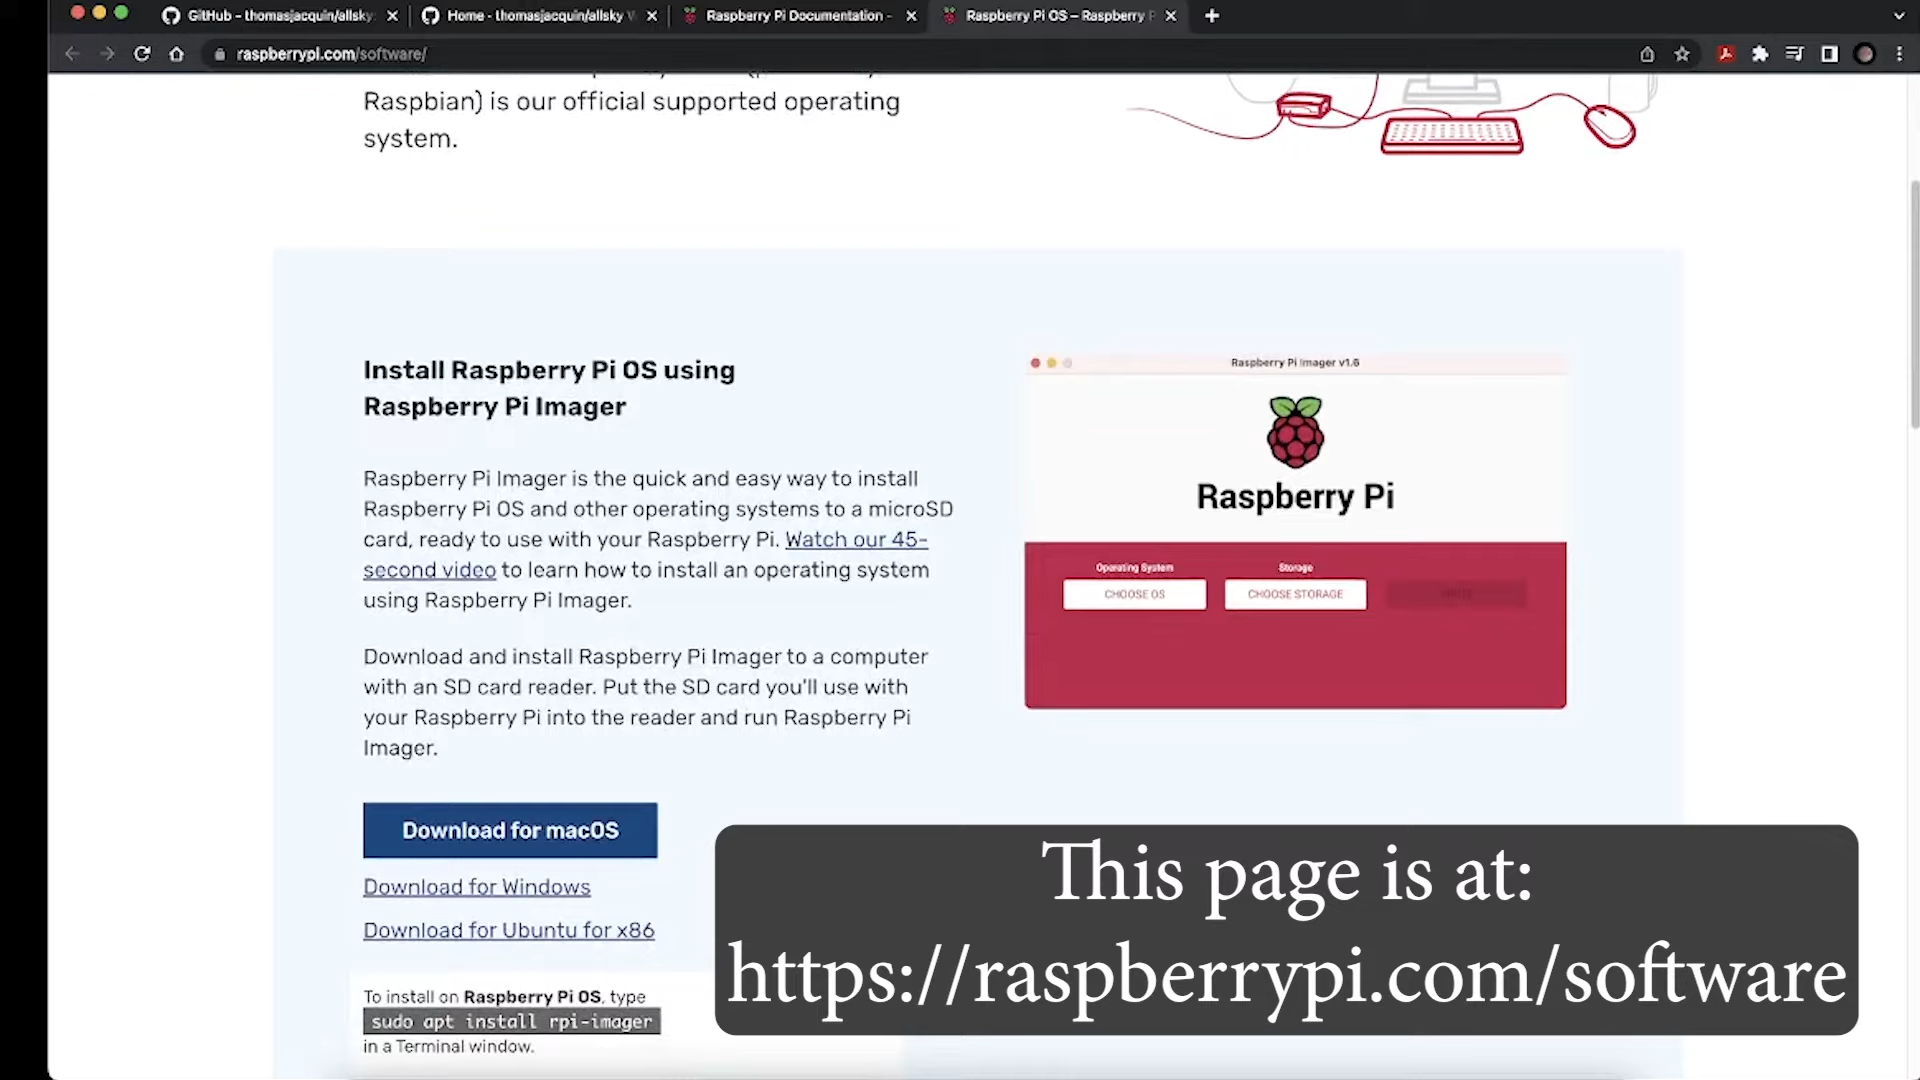 GitHub - thomasjacquin/allsky:
Home - thomasjacquin/allsky W
Raspberry Pi Documentation -
Raspberry Pi OS – Raspberry P
raspberrypi.com/software/
Raspbian) is our official supported operating
system.
Install Raspberry Pi OS using
Raspberry Pi Imager
Raspberry Pi Imager is the quick and easy way to install
Raspberry Pi OS and other operating systems to a microSD
card, ready to use with your Raspberry Pi. Watch our 45-
second video to learn how to install an operating system
using Raspberry Pi Imager.
Download and install Raspberry Pi Imager to a computer
with an SD card reader. Put the SD card you'll use with
your Raspberry Pi into the reader and run Raspberry Pi
Imager.
Download for macOS
Download for Windows
Download for Ubuntu for x86
To install on Raspberry Pi OS, type
sudo apt install rpi-imager
in a Terminal window.
Raspberry Pi Imager v1.6
Raspberry Pi
Operating System
Storage
CHOOSE OS
CHOOSE STORAGE
This page is at:
https://raspberrypi.com/software